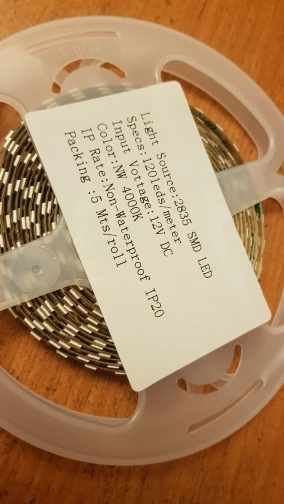 Light Source:2835 SMD LED
Specs:120leds/meter
Input Vottage:12V DC
Color:NW 4000K
IP Rate:Non-Waterproof IP20
Packing :5 Mts/roll